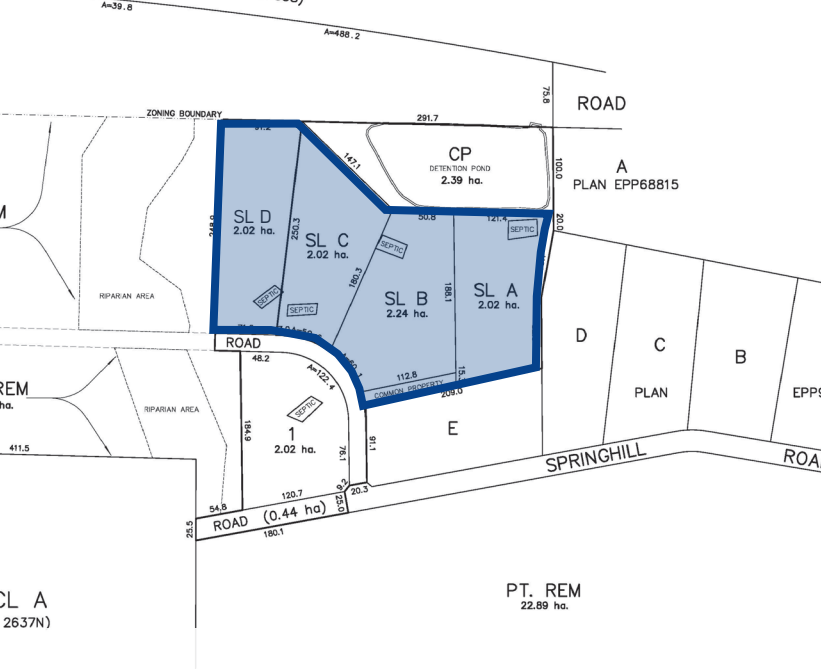 A=39.8
A=488.2
75.8
ROAD
ZONING BOUNDARY
291.7
147.1
CP
DETENTION POND
2.39 ha.
100.0
A
PLAN EPP68815
50.8
121.4
20.0
SEPTIC
SL D
2.02 ha.
250.3
SL C
2.02 ha.
SEPTIC
180.3
188.1
SL B
2.24 ha.
SL A
2.02 ha.
RIPARIAN AREA
SEPTIC
SEPTIC
ROAD
48.2
A=122.4
112.8
COMMON PROPERTY
209.0
D
C
B
PLAN
REM
ha.
RIPARIAN AREA
184.9
SEPTIC
1
2.02 ha.
76.1
91.1
E
411.5
SPRINGHILL
9.2
20.3
120.7
54.8
25.0
25.5
ROAD (0.44 ha)
180.1
A
2637N)
PT. REM
22.89 ha.